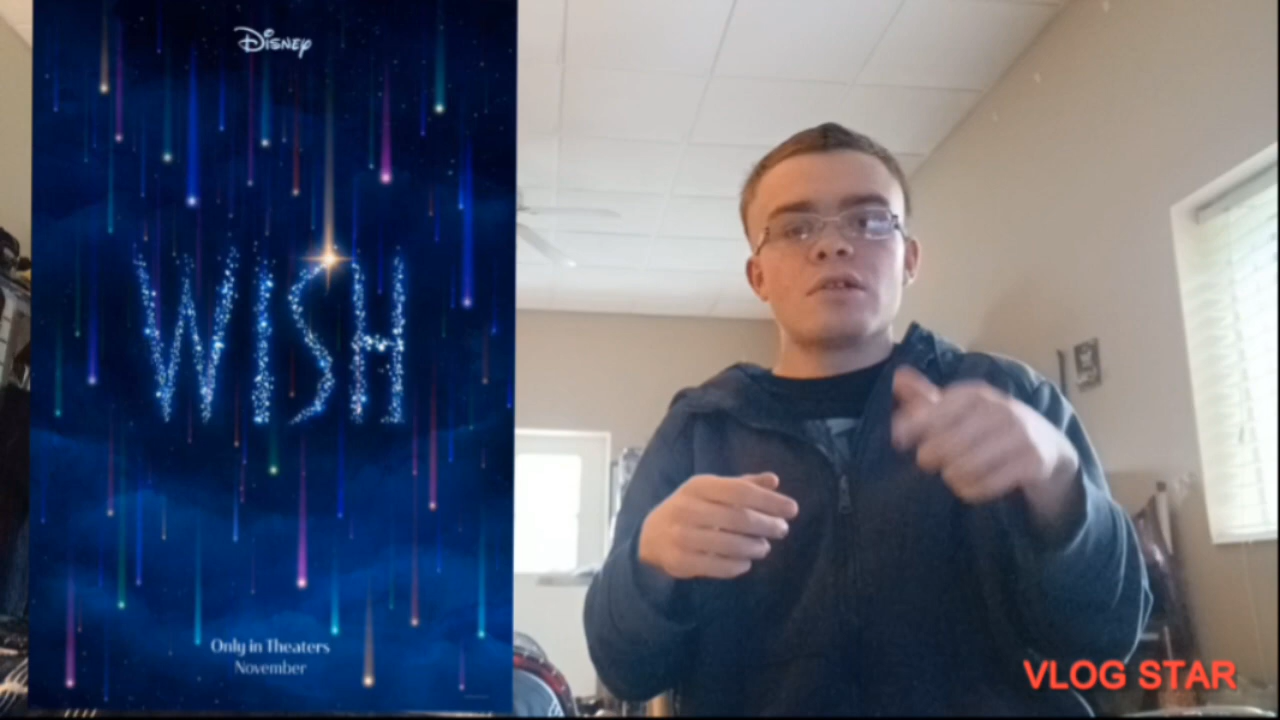 Disney
WISH
Only in Theaters
November
VLOG STAR